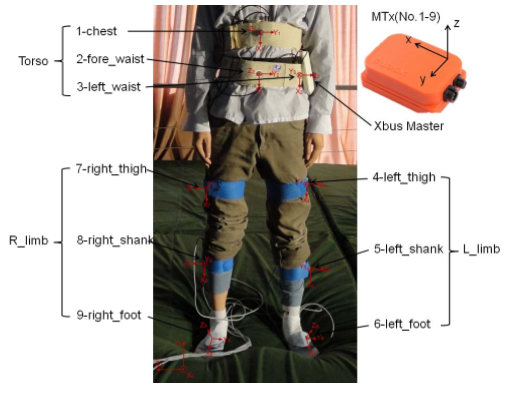 MTx(No.1-9)
z
x
y
1-chest
Torso
2-fore_waist
3-left_waist
Xbus Master
7-right_thigh
4-left_thigh
R_limb
8-right_shank
5-left_shank
L_limb
9-right_foot
6-left_foot